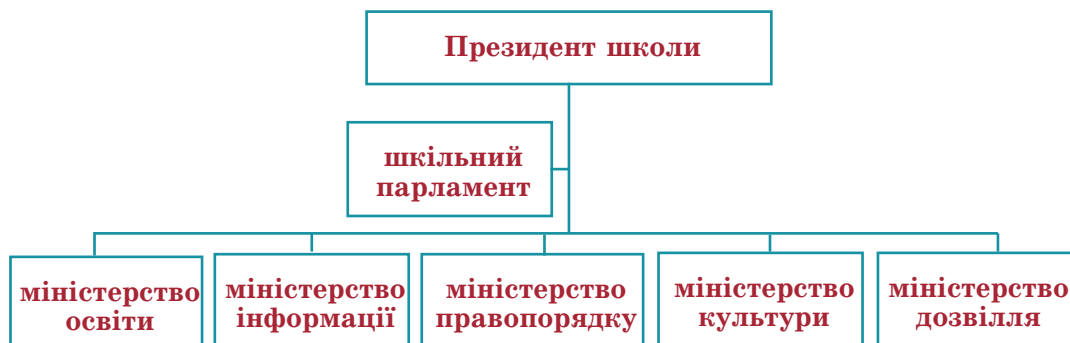 Президент школи
шкільний
парламент
міністерство
освіти
міністерство
інформації
міністерство
правопорядку
міністерство
культури
міністерство
дозвілля